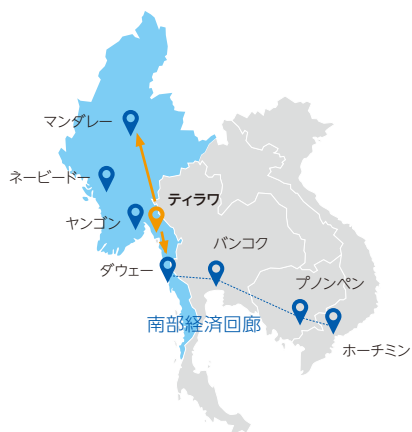 マンダレー
ネーピードー
ティラワ
ヤンゴン
バンコク
ダウェー
プノンペン
南部経済回廊
ホーチミン